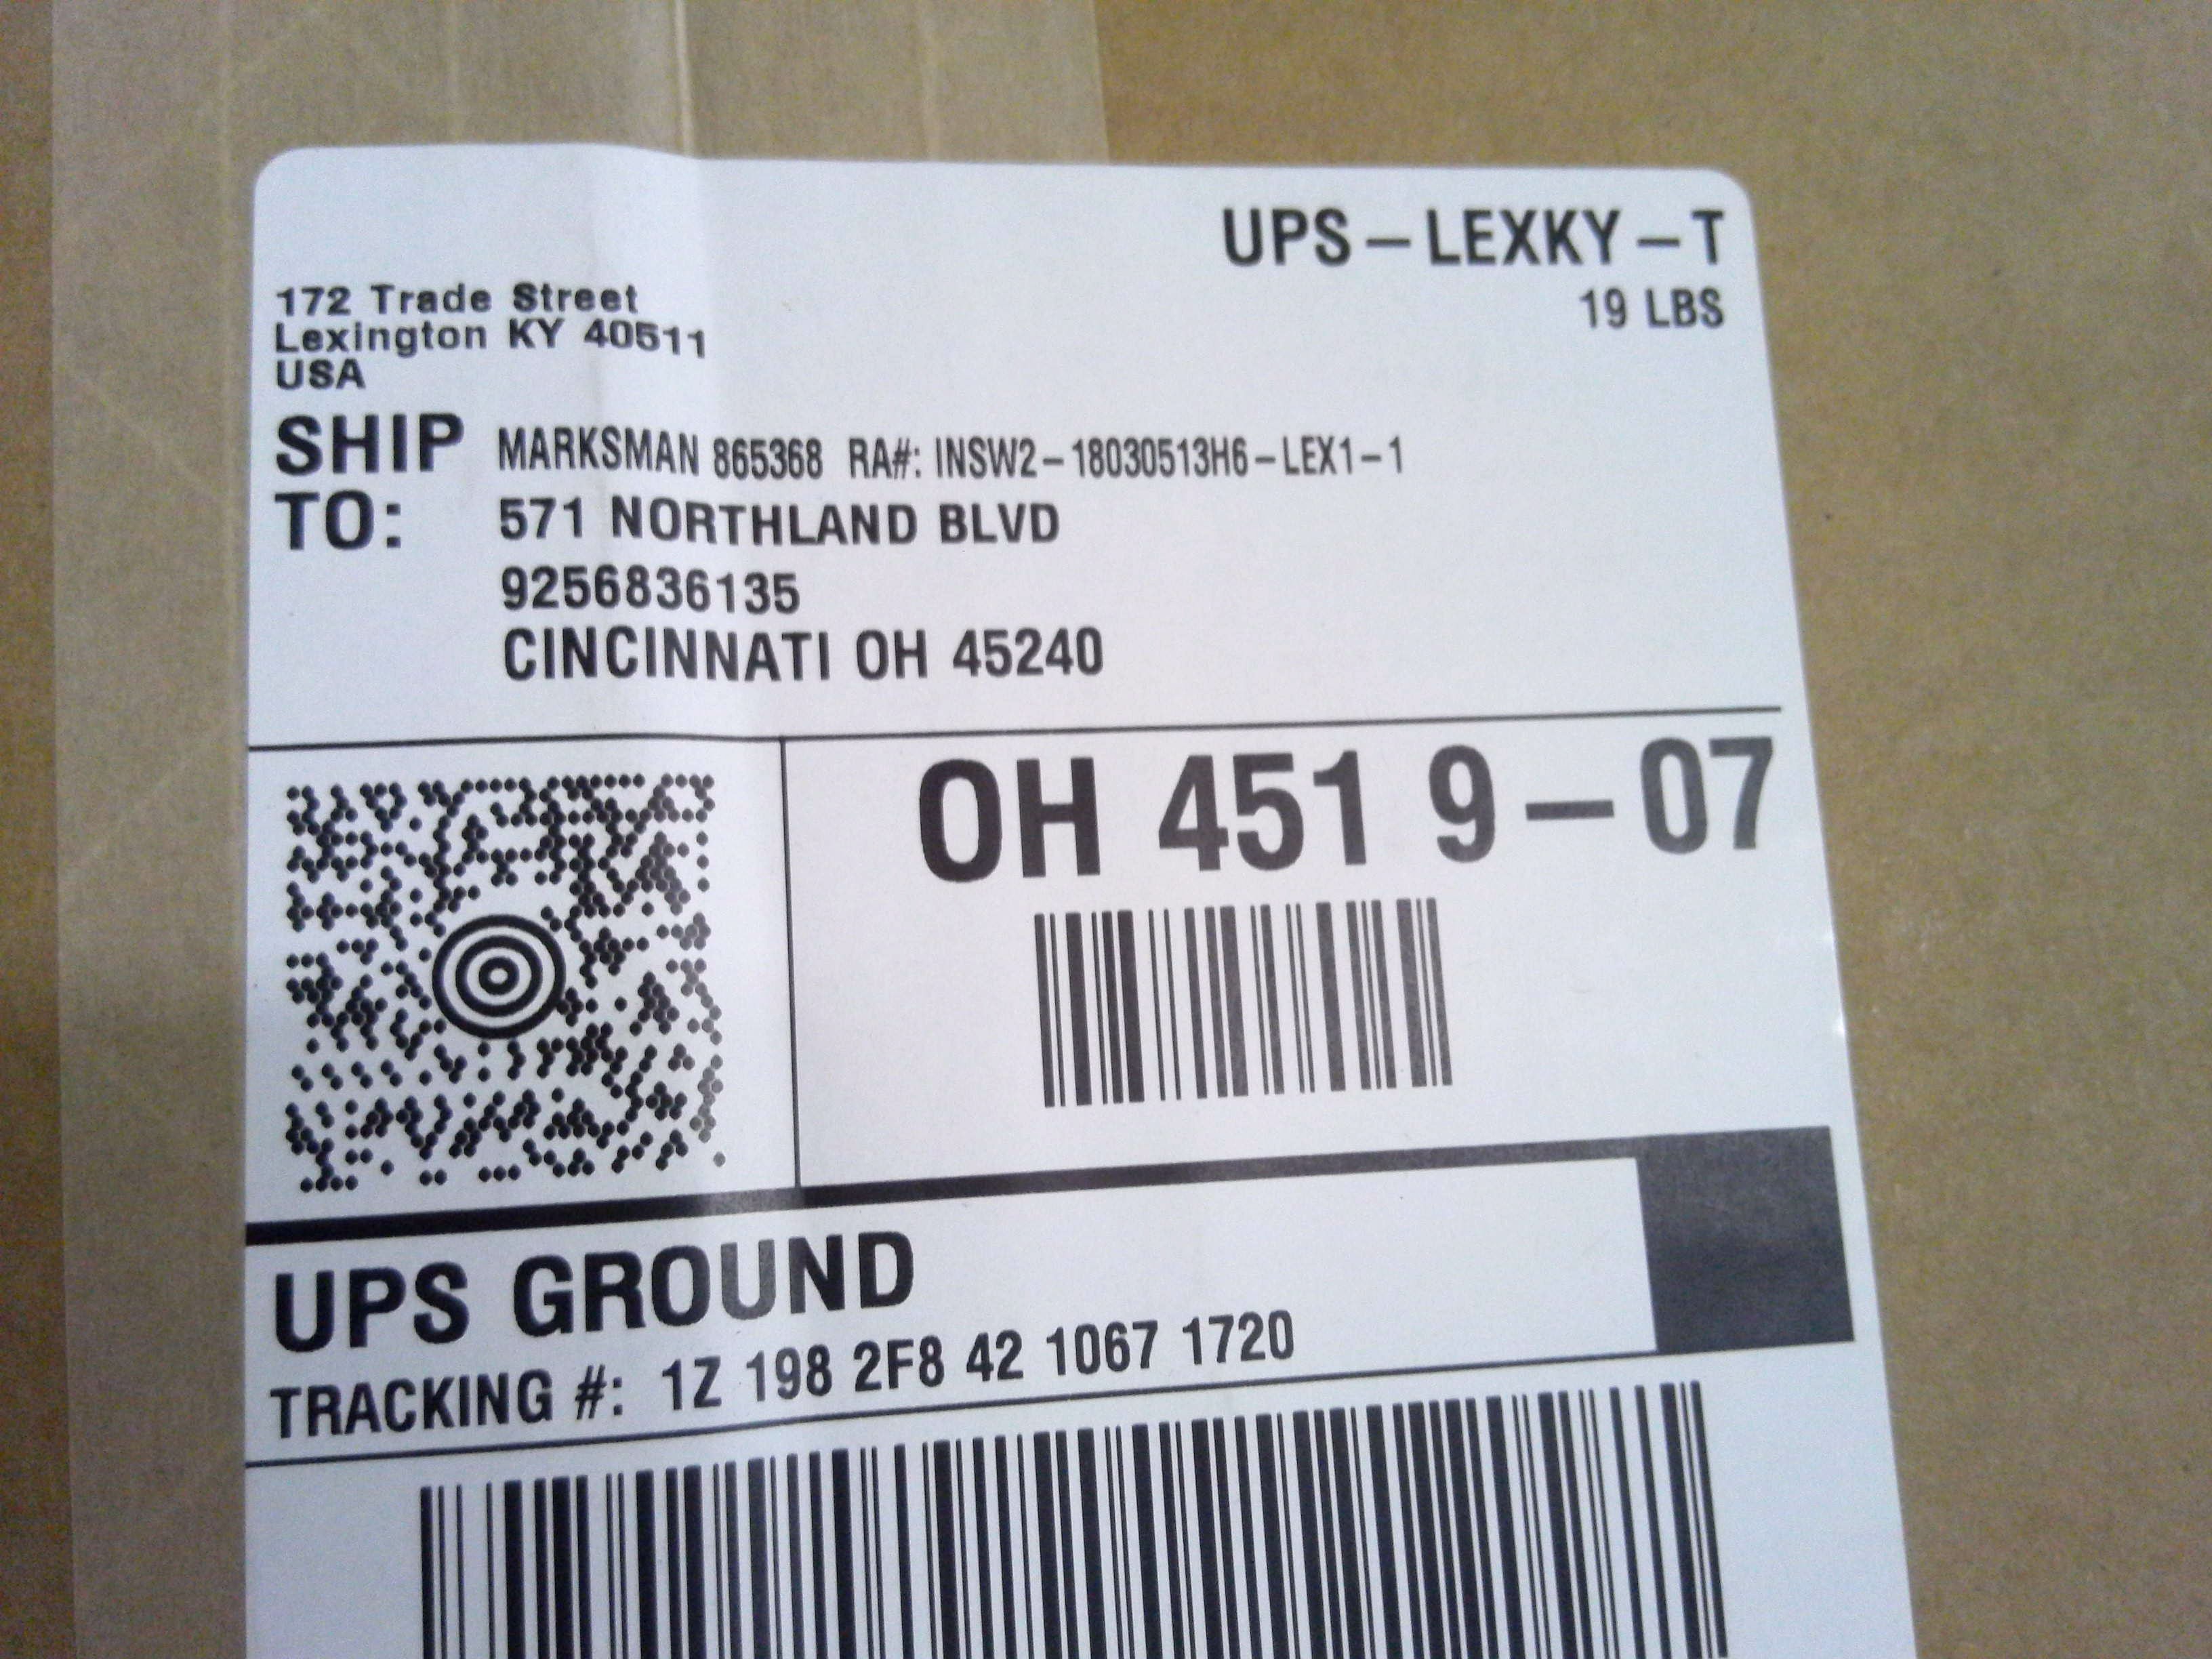 UPS-LEXKY-T
19 LBS
172 Trade Street
Lexington KY 40511
USA
SHIP TO:
MARKSMAN 865368 RA#: INSW2-18030513H6-LEX1-1
571 NORTHLAND BLVD
9256836135
CINCINNATI OH 45240
OH 451 9-07
UPS GROUND
TRACKING #: 1Z 198 2F8 42 1067 1720